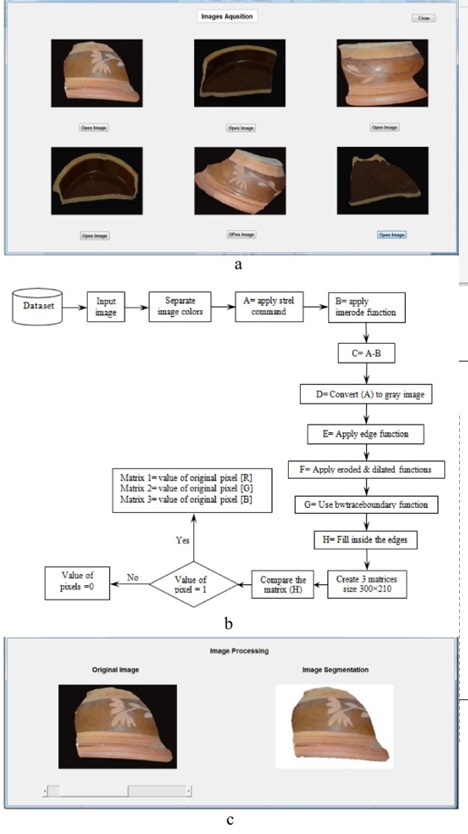 Images Aqusition
Close
Open Image
Open Image
Open Image
Open Image
OPen Image
Open Image
a
Dataset
Input
image
Separate
image colors
A= apply strel
command
B= apply
imerode function
C= A-B
D= Convert (A) to gray image
E= Apply edge function
F= Apply eroded & dilated functions
G= Use bwtraceboundary function
H= Fill inside the edges
Create 3 matrices
size 300×210
Compare the
matrix (H)
Value of
pixel = 1
Yes
Matrix 1= value of original pixel [R]
Matrix 2= value of original pixel [G]
Matrix 3= value of original pixel [B]
No
Value of
pixels =0
b
Image Processing
Original Image
Image Segmentation
c